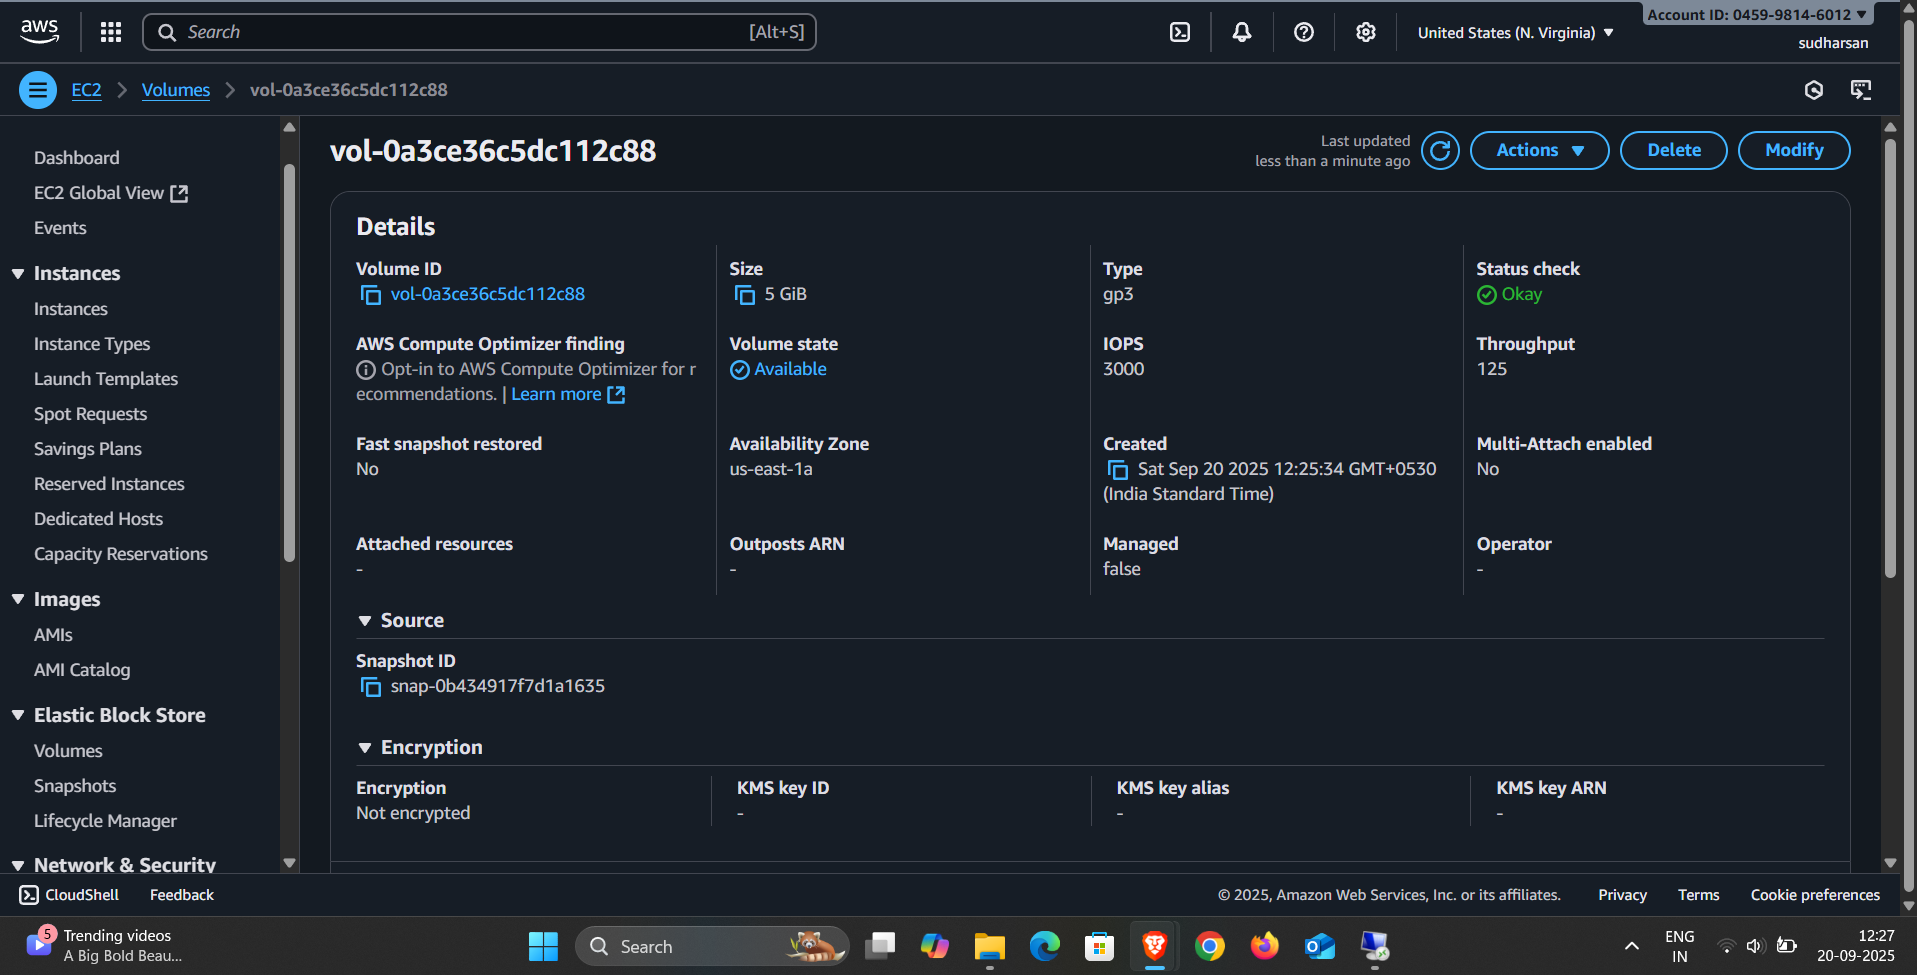 aws
Search
[Alt+S]
United States (N. Virginia)
Account ID: 0459-9814-6012
sudharsan
EC2
Volumes
vol-0a3ce36c5dc112c88
Dashboard
EC2 Global View
Events
Instances
Instances
Instance Types
Launch Templates
Spot Requests
Savings Plans
Reserved Instances
Dedicated Hosts
Capacity Reservations
Images
AMIs
AMI Catalog
Elastic Block Store
Volumes
Snapshots
Lifecycle Manager
Network & Security
vol-0a3ce36c5dc112c88
Last updated
less than a minute ago
Actions
Delete
Modify
Details
Volume ID
vol-0a3ce36c5dc112c88
Size
5 GiB
Type
gp3
Status check
Okay
AWS Compute Optimizer finding
Opt-in to AWS Compute Optimizer for r
ecommendations. | Learn more
Volume state
Available
IOPS
3000
Throughput
125
Fast snapshot restored
No
Availability Zone
us-east-1a
Created
Sat Sep 20 2025 12:25:34 GMT+0530
(India Standard Time)
Multi-Attach enabled
No
Attached resources
-
Outposts ARN
-
Managed
false
Operator
-
Source
Snapshot ID
snap-0b434917f7d1a1635
Encryption
Encryption
Not encrypted
KMS key ID
-
KMS key alias
-
KMS key ARN
-
CloudShell
Feedback
© 2025, Amazon Web Services, Inc. or its affiliates.
Privacy
Terms
Cookie preferences
5
Trending videos
A Big Bold Beau...
Search
ENG
IN
12:27
20-09-2025